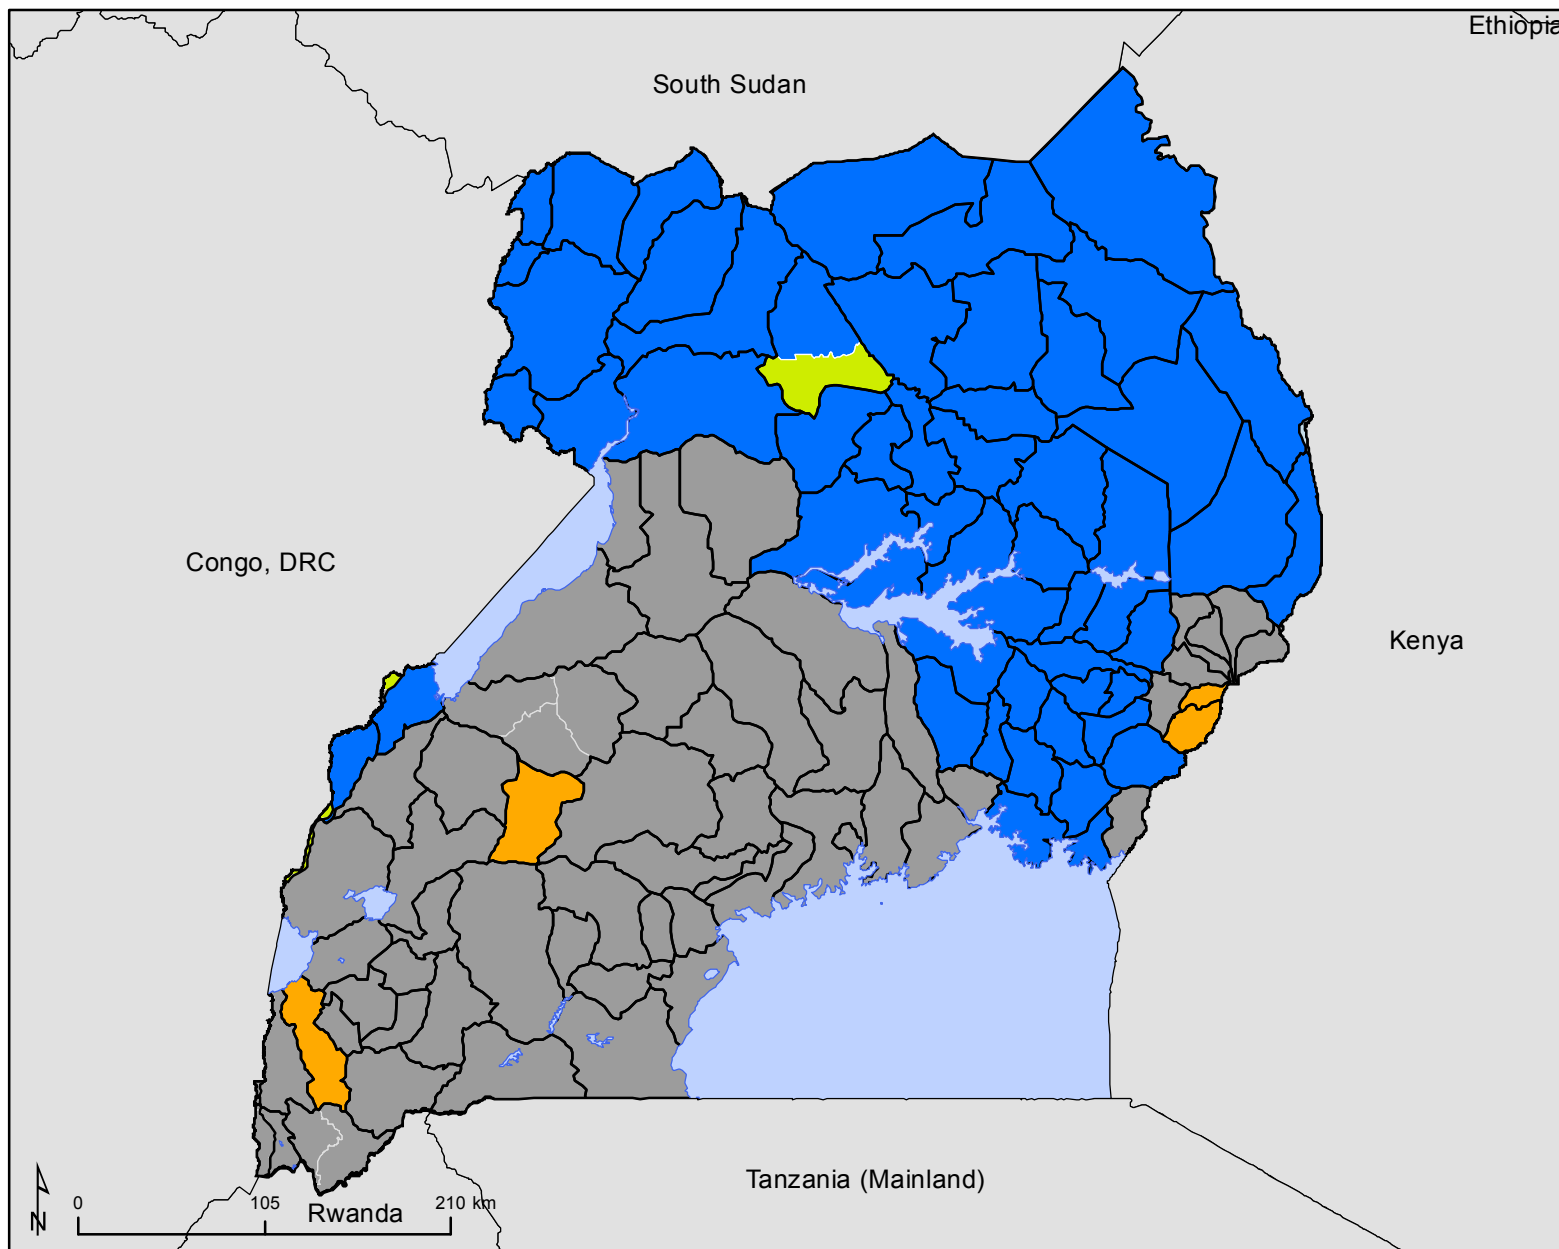 Ethiopia
South Sudan
Congo, DRC
Kenya
Tanzania (Mainland)
N
0 105 210 km
Rwanda